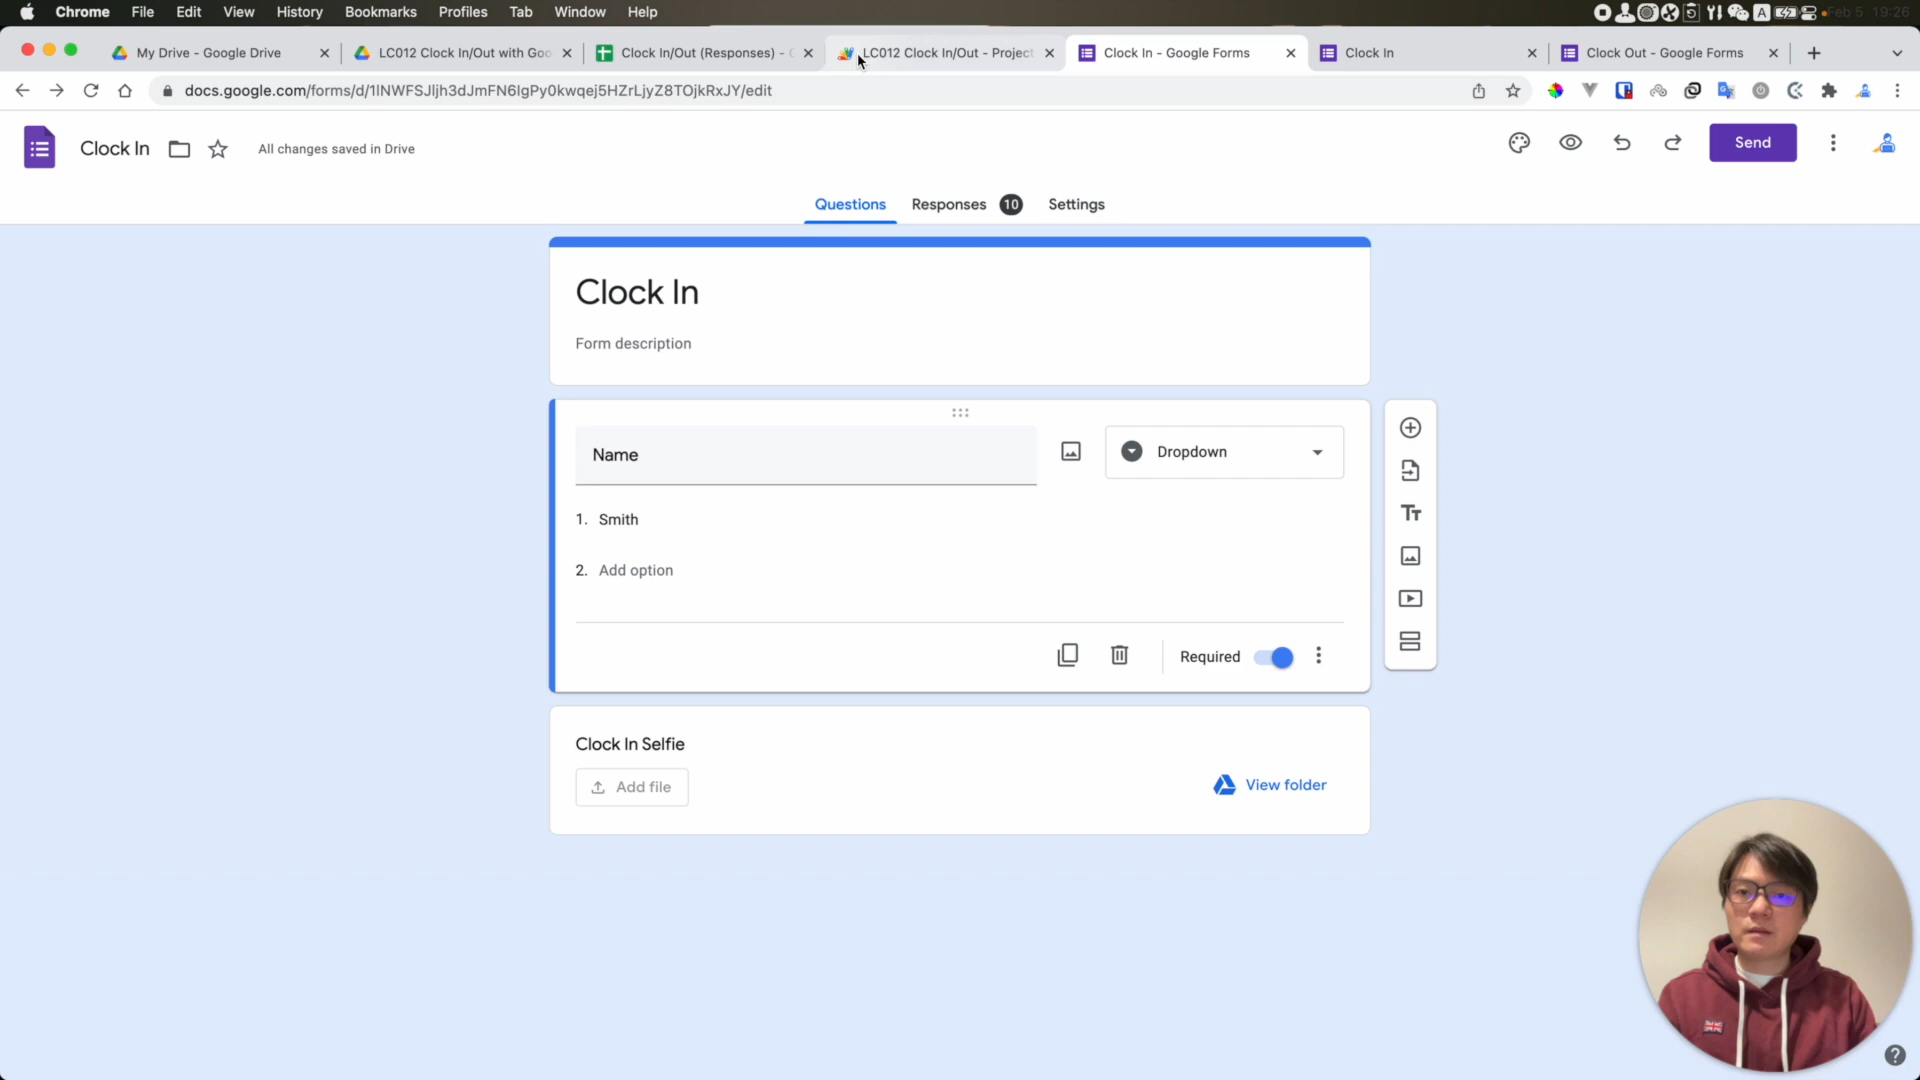 Chrome File Edit View History Bookmarks Profiles Tab Window Help A Feb 5 19:26
My Drive - Google Drive LC012 Clock In/Out with Goo Clock In/Out (Responses) - LC012 Clock In/Out - Project Clock In - Google Forms Clock In Clock Out - Google Forms
docs.google.com/forms/d/1lNWFSJljh3dJmFN6lgPy0kwqej5HZrLjyZ8TOjkRxJY/edit
Clock In All changes saved in Drive Send
Questions Responses 10 Settings
Clock In
Form description
Name Dropdown
1. Smith
2. Add option
Required
Clock In Selfie
Add file View folder